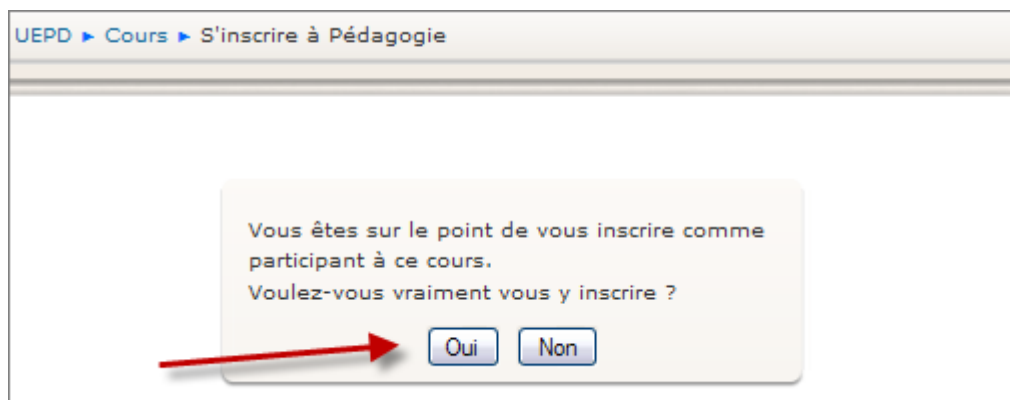 UEPD ► Cours ► S'inscrire à Pédagogie
Vous êtes sur le point de vous inscrire comme
participant à ce cours.
Voulez-vous vraiment vous y inscrire ?
Oui Non